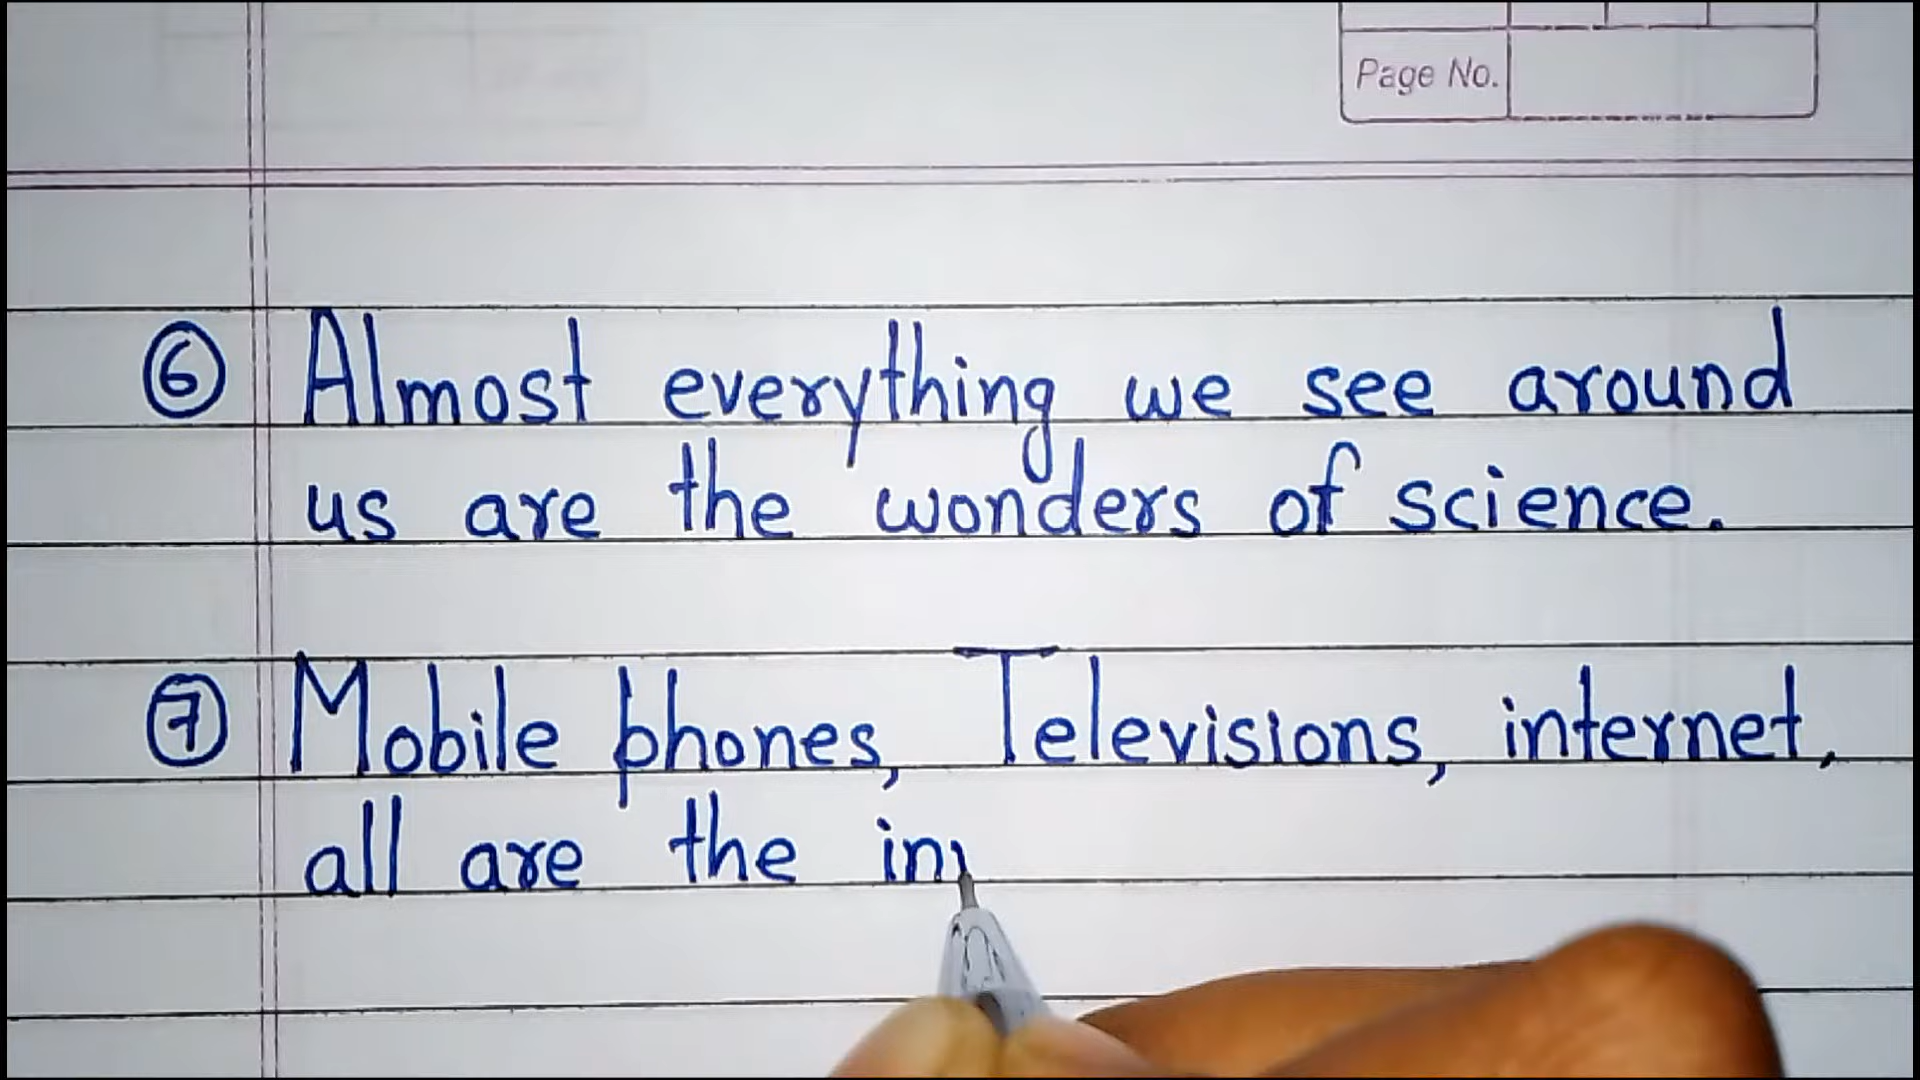 Page No.
⑥ Almost everything we see around
us are the wonders of science.
⑦ Mobile phones, Televisions, internet,
all are the in